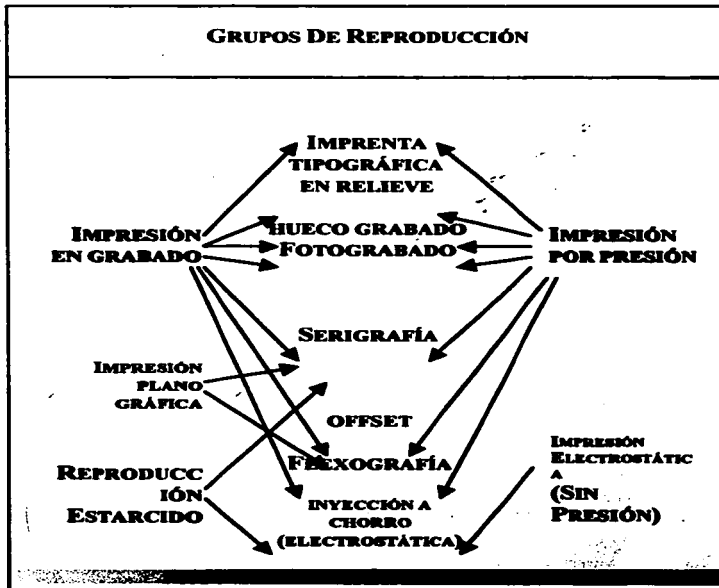 GRUPOS DE REPRODUCCIÓN
IMPRENTA
TIPOGRÁFICA
EN RELIEVE
IMPRESIÓN
EN GRABADO
HUECO GRABADO
FOTOGRABADO
IMPRESIÓN
POR PRESIÓN
SERIGRAFÍA
IMPRESIÓN
PLANO
GRÁFICA
OFFSET
FLEXOGRAFÍA
REPRODUCC
IÓN
ESTARCIDO
INYECCIÓN A
CHORRO
(ELECTROSTÁTICA)
IMPRESIÓN
ELECTROSTÁTIC
A
(SIN
PRESIÓN)